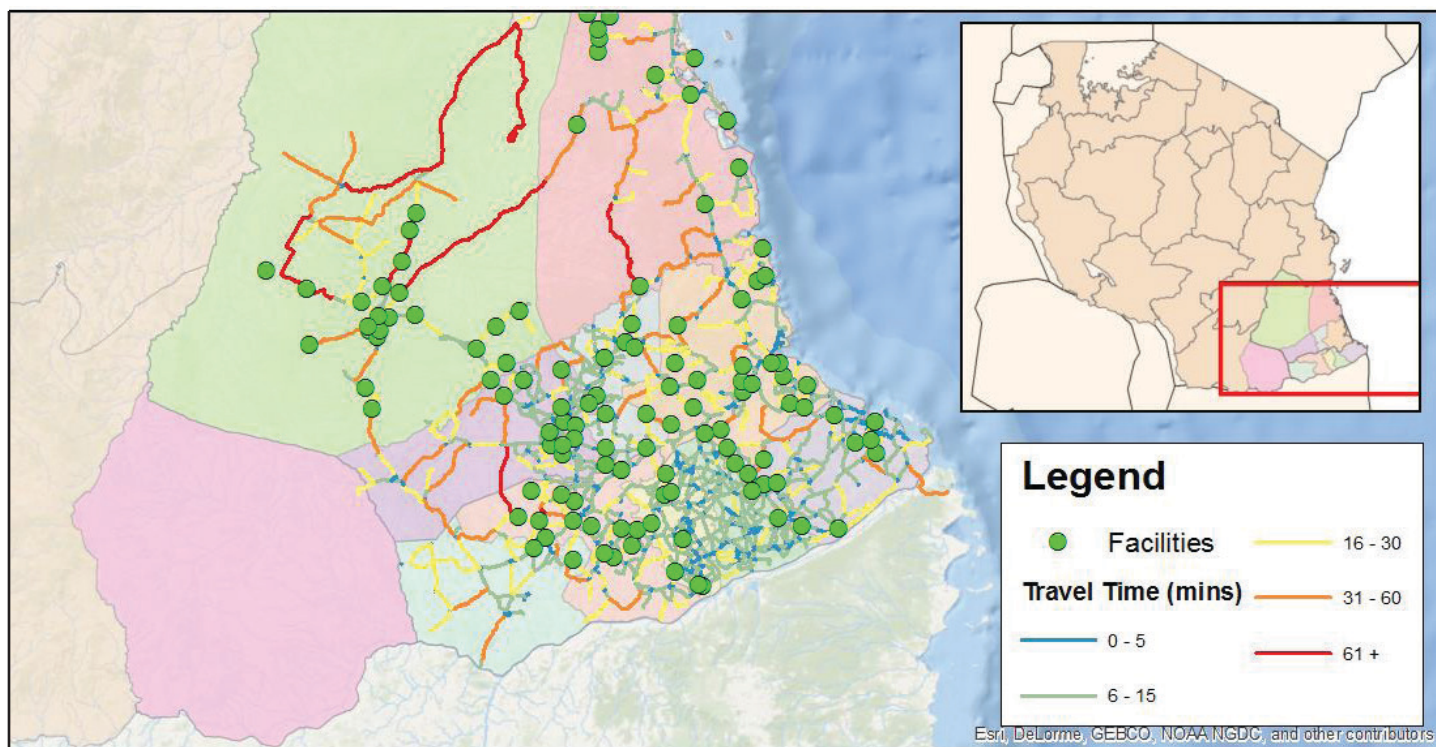 Legend
Facilities
Travel Time (mins)
0 - 5
6 - 15
16 - 30
31 - 60
61 +
Esri, DeLorme, GEBCO, NOAA NGDC, and other contributors